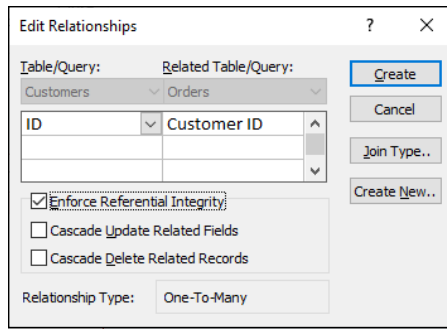 Edit Relationships ? ×
Table/Query: Related Table/Query:
Customers Orders
ID Customer ID
Enforce Referential Integrity
Cascade Update Related Fields
Cascade Delete Related Records
Relationship Type: One-To-Many
Create
Cancel
Join Type..
Create New..